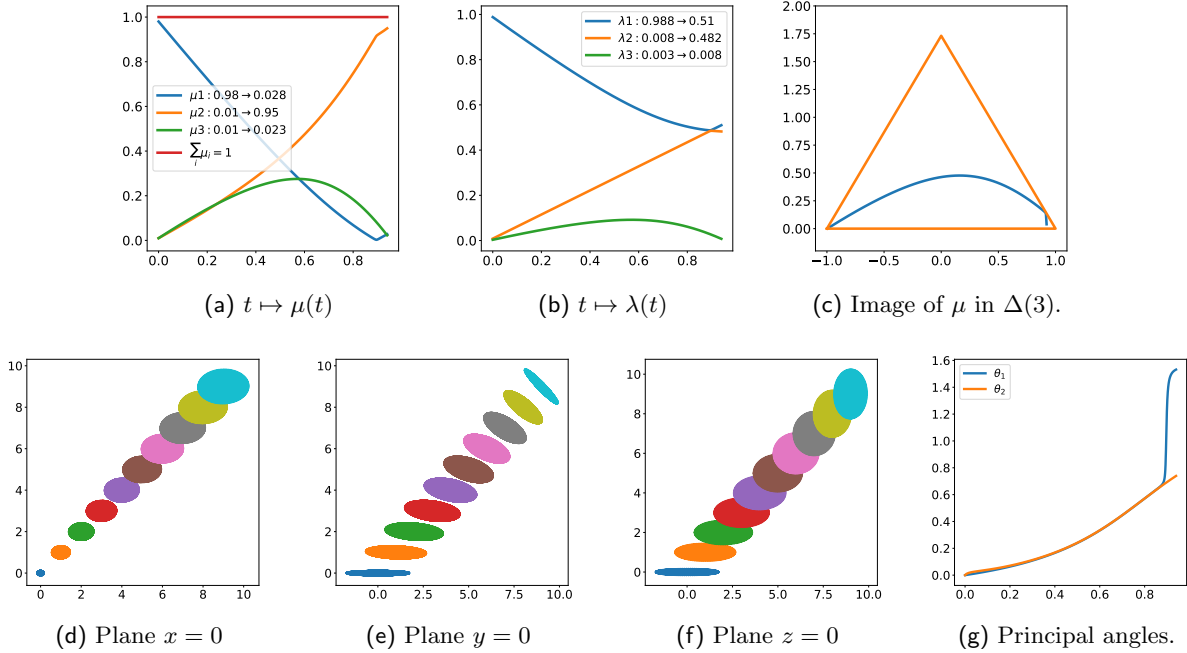 1.0
0.8
0.6
0.4
0.2
0.0
μ1 : 0.98 → 0.028
μ2 : 0.01 → 0.95
μ3 : 0.01 → 0.023
∑ᵢ μᵢ = 1
0.0 0.2 0.4 0.6 0.8
(a) t ↦ μ(t)
1.0
0.8
0.6
0.4
0.2
0.0
λ1 : 0.988 → 0.51
λ2 : 0.008 → 0.482
λ3 : 0.003 → 0.008
0.0 0.2 0.4 0.6 0.8
(b) t ↦ λ(t)
2.00
1.75
1.50
1.25
1.00
0.75
0.50
0.25
0.00
−1.0 −0.5 0.0 0.5 1.0
(c) Image of μ in Δ(3).
10
8
6
4
2
0
0 2 4 6 8 10
(d) Plane x = 0
10
8
6
4
2
0
0.0 2.5 5.0 7.5 10.0
(e) Plane y = 0
10
8
6
4
2
0
0.0 2.5 5.0 7.5 10.0
(f) Plane z = 0
1.6
1.4
1.2
1.0
0.8
0.6
0.4
0.2
0.0
θ₁
θ₂
0.0 0.2 0.4 0.6 0.8
(g) Principal angles.